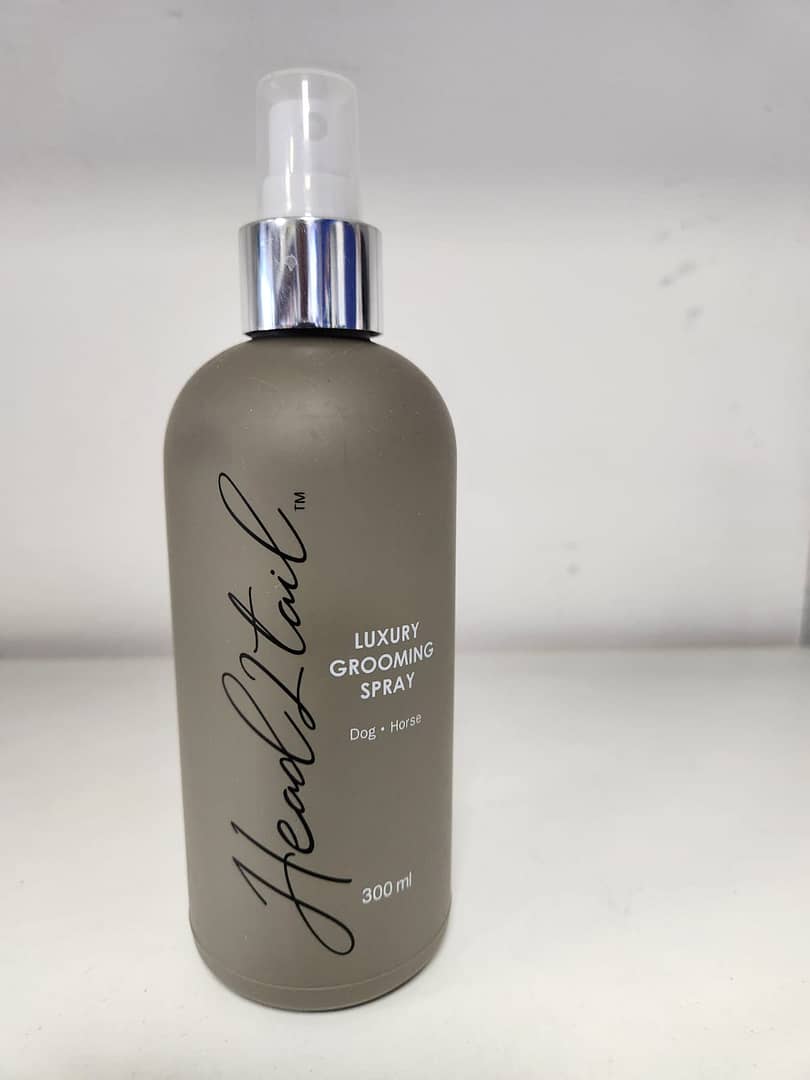 Head2tail™
LUXURY
GROOMING
SPRAY
Dog • Horse
300 ml